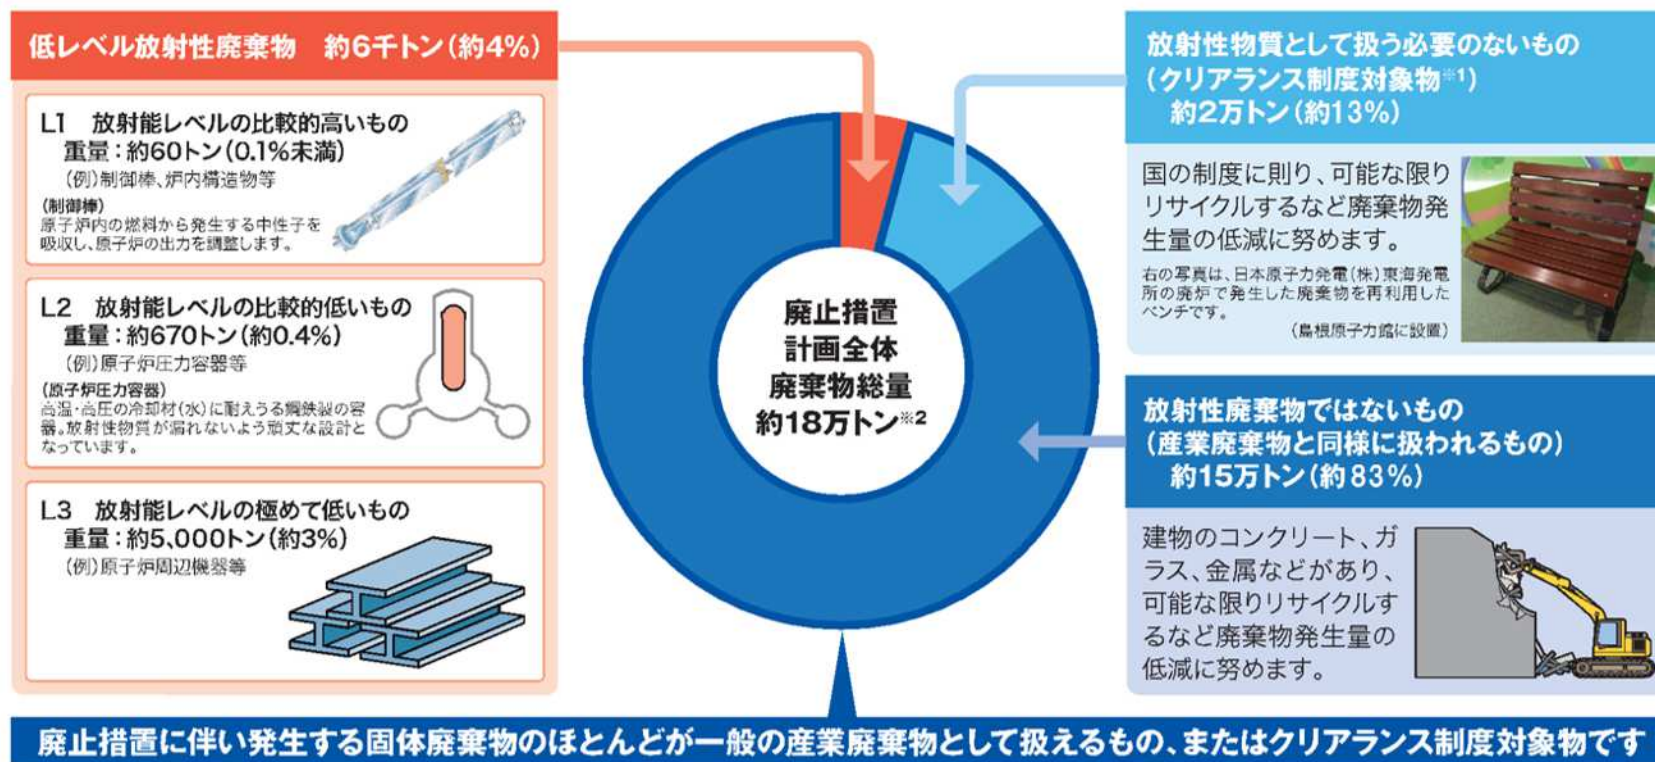 低レベル放射性廃棄物　約6千トン(約4%)
L1　放射能レベルの比較的高いもの
重量：約60トン(0.1%未満)
(例)制御棒、炉内構造物等
(制御棒)
原子炉内の燃料から発生する中性子を
吸収し、原子炉の出力を調整します。
L2　放射能レベルの比較的低いもの
重量：約670トン(約0.4%)
(例)原子炉圧力容器等
(原子炉圧力容器)
高温・高圧の冷却材(水)に耐えうる鋼鉄製の容
器。放射性物質が漏れないよう頑丈な設計と
なっています。
L3　放射能レベルの極めて低いもの
重量：約5,000トン(約3%)
(例)原子炉周辺機器等
廃止措置
計画全体
廃棄物総量
約18万トン※2
放射性物質として扱う必要のないもの
(クリアランス制度対象物※1)
約2万トン(約13%)
国の制度に則り、可能な限り
リサイクルするなど廃棄物発
生量の低減に努めます。
右の写真は、日本原子力発電(株)東海発電
所の廃炉で発生した廃棄物を再利用した
ベンチです。
(島根原子力館に設置)
放射性廃棄物ではないもの
(産業廃棄物と同様に扱われるもの)
約15万トン(約83%)
建物のコンクリート、ガ
ラス、金属などがあり、
可能な限りリサイクルす
るなど廃棄物発生量の
低減に努めます。
廃止措置に伴い発生する固体廃棄物のほとんどが一般の産業廃棄物として扱えるもの、またはクリアランス制度対象物です